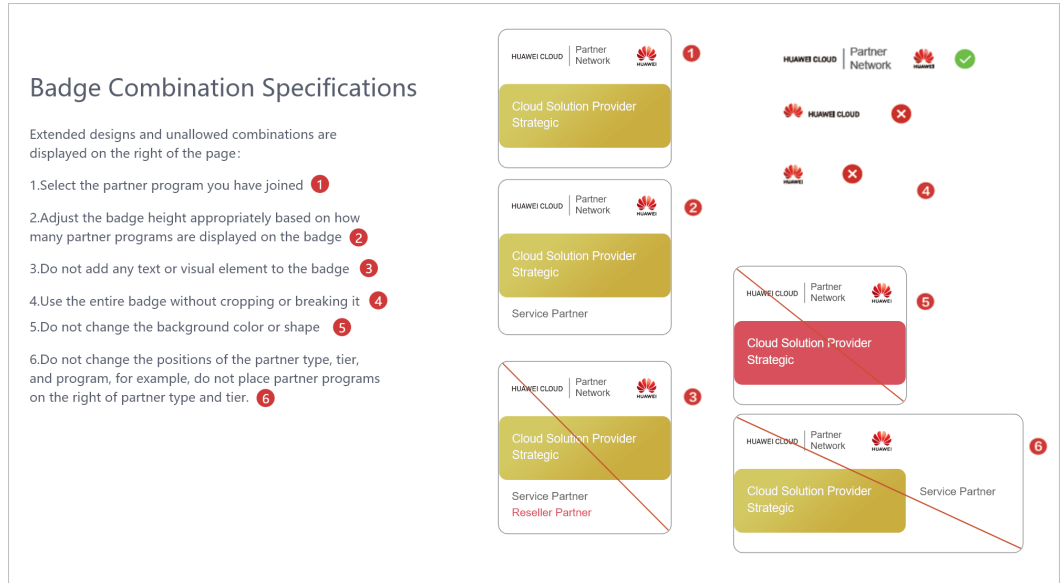 Badge Combination Specifications
Extended designs and unallowed combinations are
displayed on the right of the page:
1.Select the partner program you have joined 1
2.Adjust the badge height appropriately based on how
many partner programs are displayed on the badge 2
3.Do not add any text or visual element to the badge 3
4.Use the entire badge without cropping or breaking it 4
5.Do not change the background color or shape 5
6.Do not change the positions of the partner type, tier,
and program, for example, do not place partner programs
on the right of partner type and tier. 6
HUAWEI CLOUD
Partner
Network
HUAWEI
1
Cloud Solution Provider
Strategic
HUAWEI CLOUD
Partner
Network
HUAWEI
2
Cloud Solution Provider
Strategic
Service Partner
HUAWEI CLOUD
Partner
Network
HUAWEI
3
Cloud Solution Provider
Strategic
Service Partner
Reseller Partner
HUAWEI CLOUD
Partner
Network
HUAWEI
HUAWEI CLOUD
HUAWEI
4
HUAWEI CLOUD
Partner
Network
HUAWEI
5
Cloud Solution Provider
Strategic
HUAWEI CLOUD
Partner
Network
HUAWEI
6
Cloud Solution Provider
Strategic
Service Partner